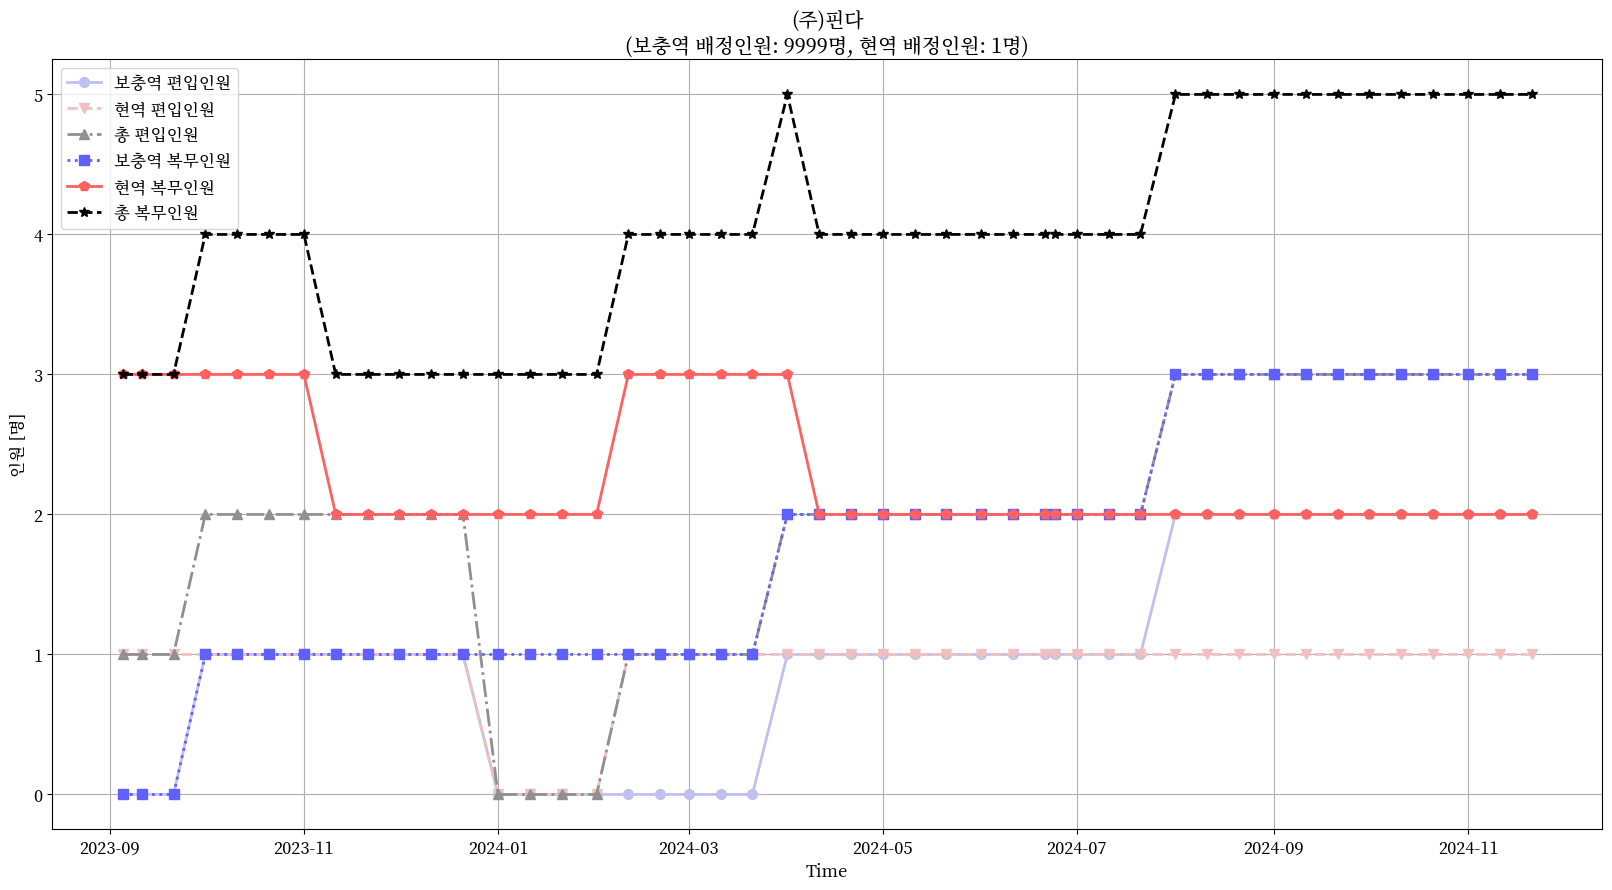 (주)핀다
(보충역 배정인원: 9999명, 현역 배정인원: 1명)
보충역 편입인원
현역 편입인원
총 편입인원
보충역 복무인원
현역 복무인원
총 복무인원
인원 [명]
5
4
3
2
1
0
2023-09
2023-11
2024-01
2024-03
2024-05
2024-07
2024-09
2024-11
Time